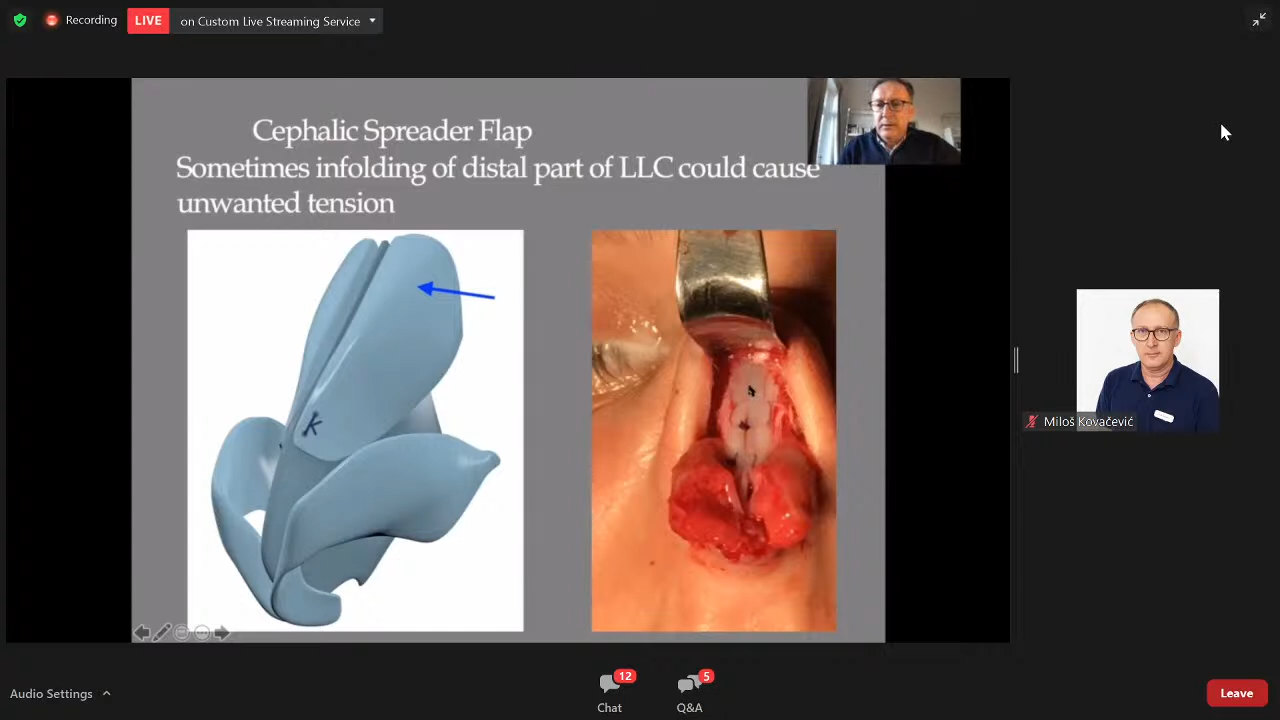 Recording
LIVE
on Custom Live Streaming Service
Cephalic Spreader Flap
Sometimes infolding of distal part of LLC could cause
unwanted tension
K
Miloš Kovačević
Audio Settings
12
Chat
5
Q&A
Leave